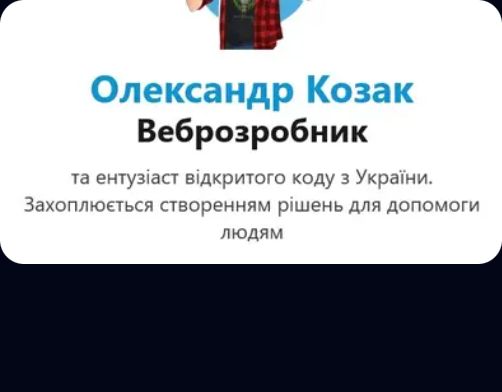 Олександр Козак
Веброзробник
та ентузіаст відкритого коду з України.
Захоплюється створенням рішень для допомоги
людям